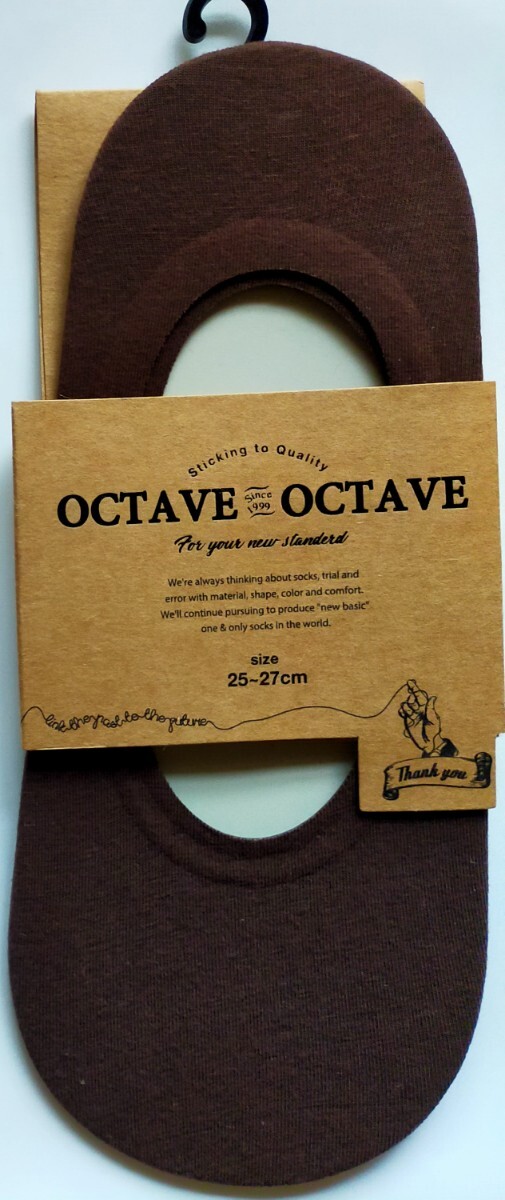 Sticking to Quality
OCTAVE Since 1999 OCTAVE
For your new standerd
We're always thinking about socks, trial and
error with material, shape, color and comfort.
We'll continue pursuing to produce "new basic"
one & only socks in the world.
size
25~27cm
link the past to the future
Thank you